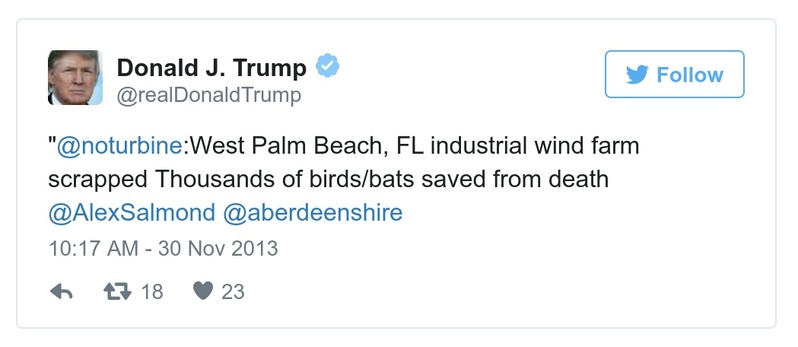 Donald J. Trump
@realDonaldTrump
Follow
"@noturbine:West Palm Beach, FL industrial wind farm
scrapped Thousands of birds/bats saved from death
@AlexSalmond @aberdeenshire
10:17 AM - 30 Nov 2013
18 23